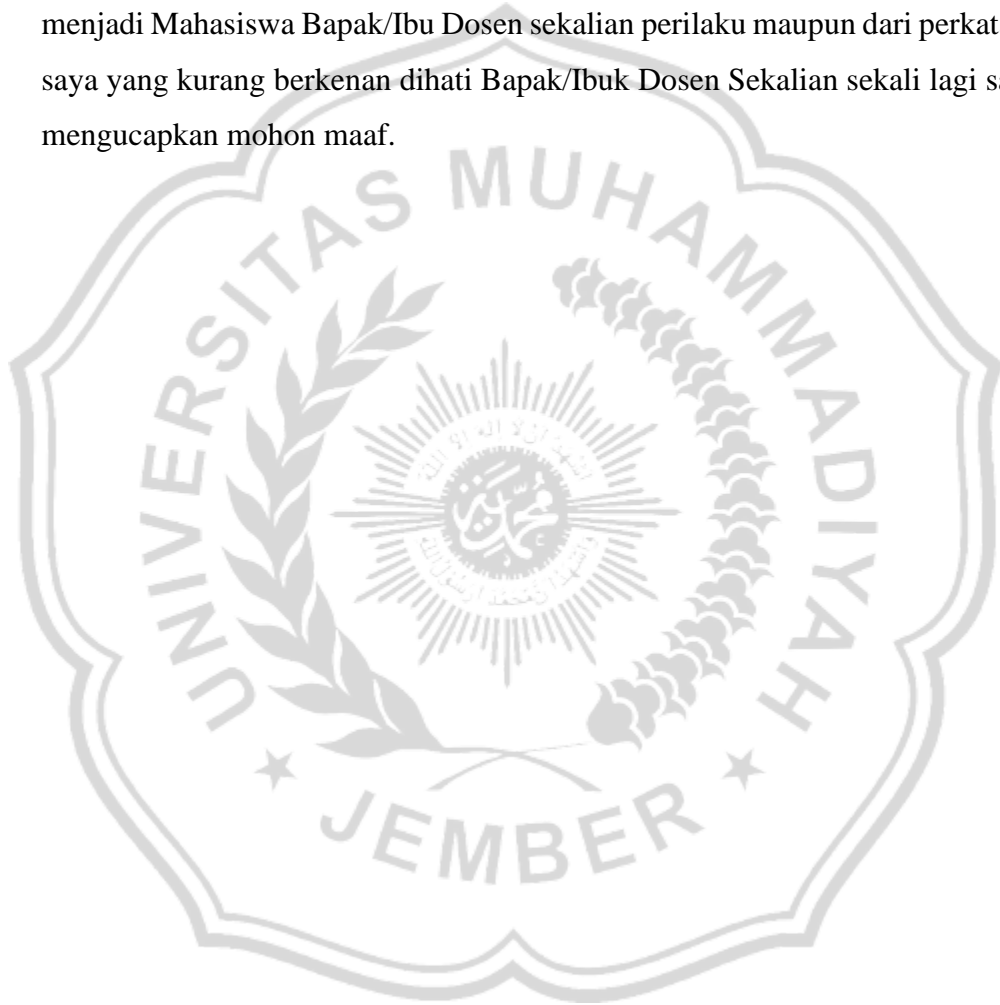 menjadi Mahasiswa Bapak/Ibu Dosen sekalian perilaku maupun dari perkat
saya yang kurang berkenan dihati Bapak/Ibuk Dosen Sekalian sekali lagi sa
mengucapkan mohon maaf.
UNIVERSITAS MUHAMMADIYAH
JEMBER